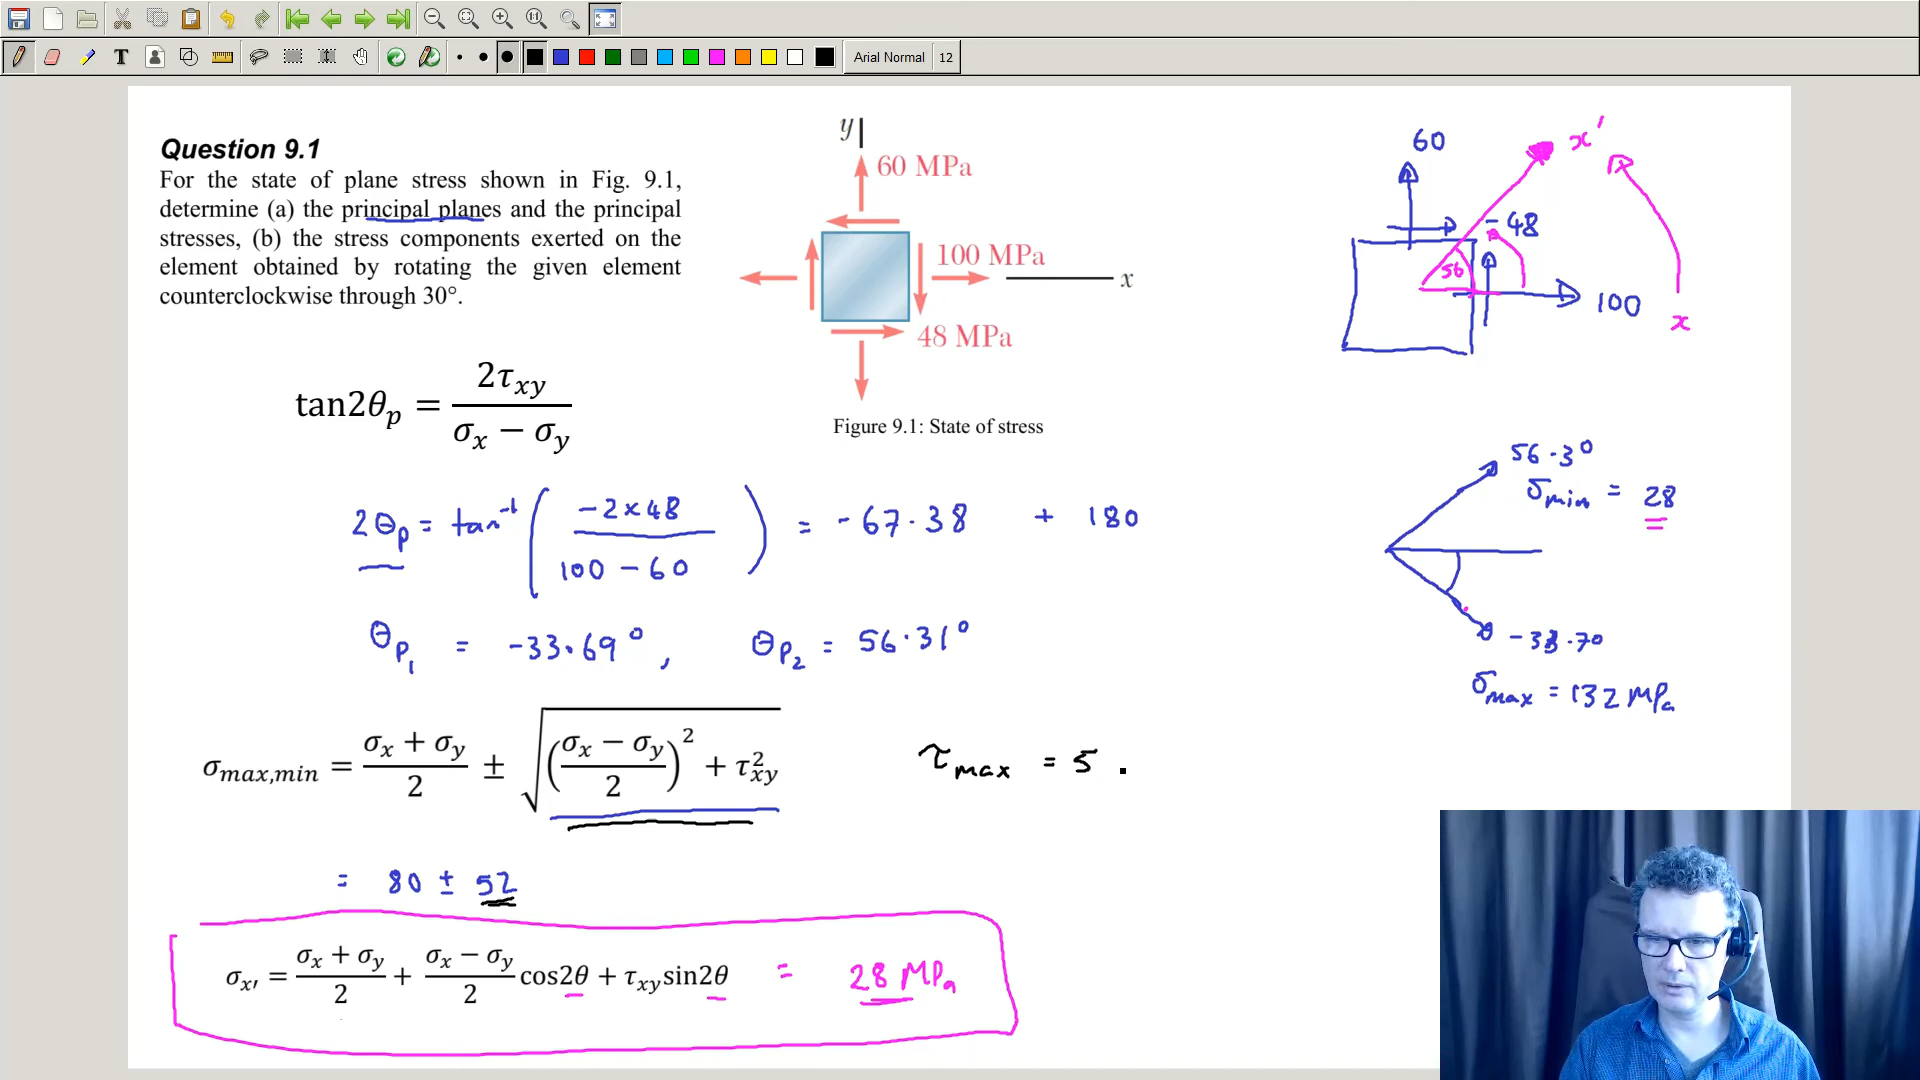 Arial Normal 12
Question 9.1
For the state of plane stress shown in Fig. 9.1,
determine (a) the principal planes and the principal
stresses, (b) the stress components exerted on the
element obtained by rotating the given element
counterclockwise through 30°.
y
60 MPa
100 MPa
x
48 MPa
Figure 9.1: State of stress
60
x'
-48
56
100
x
tan2θp = 2τxy / (σx − σy)
2θp = tan⁻¹ ( -2×48 / 100 - 60 ) = -67.38 + 180
θp1 = -33.69°, θp2 = 56.31°
56.3°
σmin = 28
-33.7°
σmax = 132 MPa
σmax,min = (σx + σy)/2 ± √(((σx − σy)/2)² + τxy²)
τmax = 5
= 80 ± 52
σx′ = (σx + σy)/2 + (σx − σy)/2 cos2θ + τxy sin2θ = 28 MPa